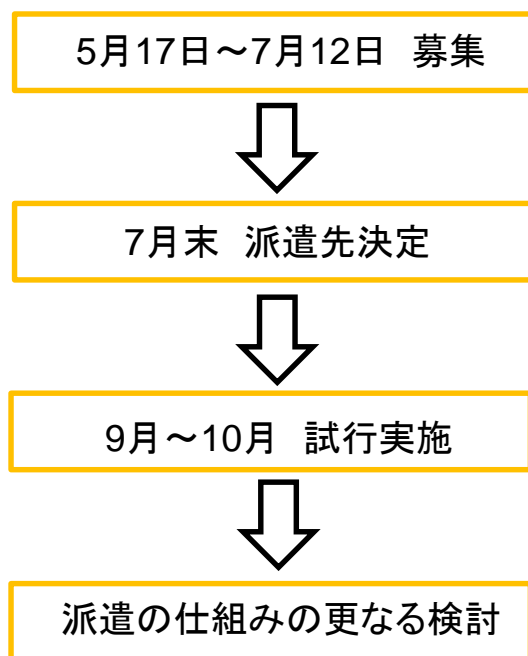 5月17日～7月12日　募集
7月末　派遣先決定
9月～10月　試行実施
派遣の仕組みの更なる検討